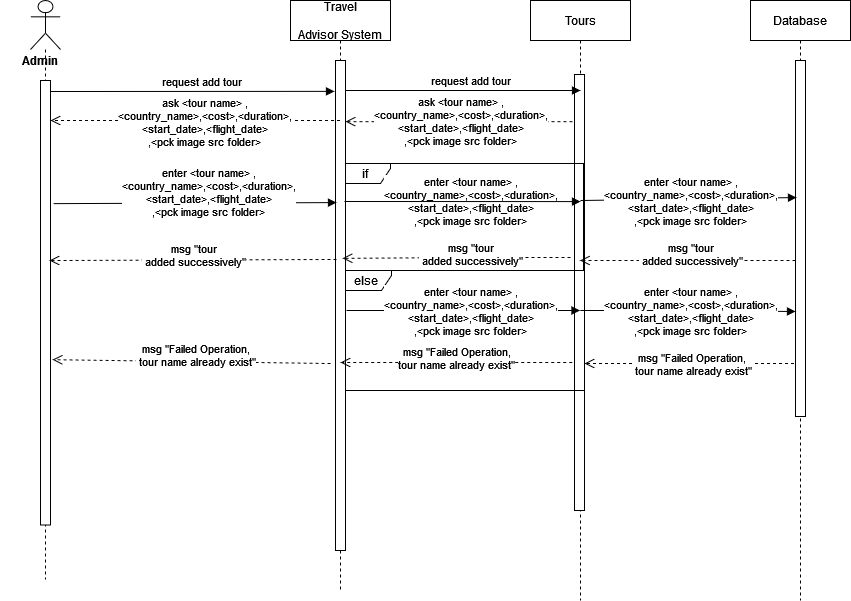 Travel
Advisor System
Tours
Database
Admin
request add tour
request add tour
ask <tour name> ,
<country_name>,<cost>,<duration>,
<start_date>,<flight_date>
,<pck image src folder>
ask <tour name> ,
<country_name>,<cost>,<duration>,
<start_date>,<flight_date>
,<pck image src folder>
if
enter <tour name> ,
<country_name>,<cost>,<duration>,
<start_date>,<flight_date>
,<pck image src folder>
enter <tour name> ,
<country_name>,<cost>,<duration>,
<start_date>,<flight_date>
,<pck image src folder>
enter <tour name> ,
<country_name>,<cost>,<duration>,
<start_date>,<flight_date>
,<pck image src folder>
msg "tour
added successively"
msg "tour
added successively"
msg "tour
added successively"
else
enter <tour name> ,
<country_name>,<cost>,<duration>,
<start_date>,<flight_date>
,<pck image src folder>
enter <tour name> ,
<country_name>,<cost>,<duration>,
<start_date>,<flight_date>
,<pck image src folder>
msg "Failed Operation,
tour name already exist"
msg "Failed Operation,
tour name already exist"
msg "Failed Operation,
tour name already exist"